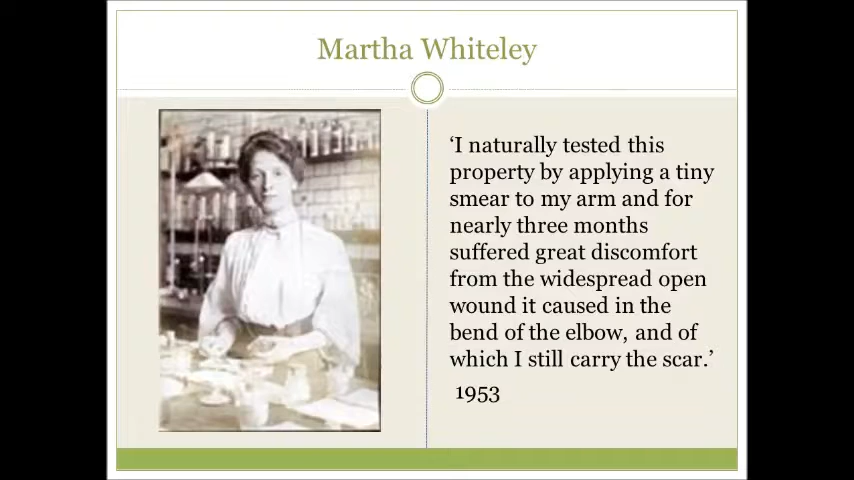 Martha Whiteley
‘I naturally tested this
property by applying a tiny
smear to my arm and for
nearly three months
suffered great discomfort
from the widespread open
wound it caused in the
bend of the elbow, and of
which I still carry the scar.’
1953